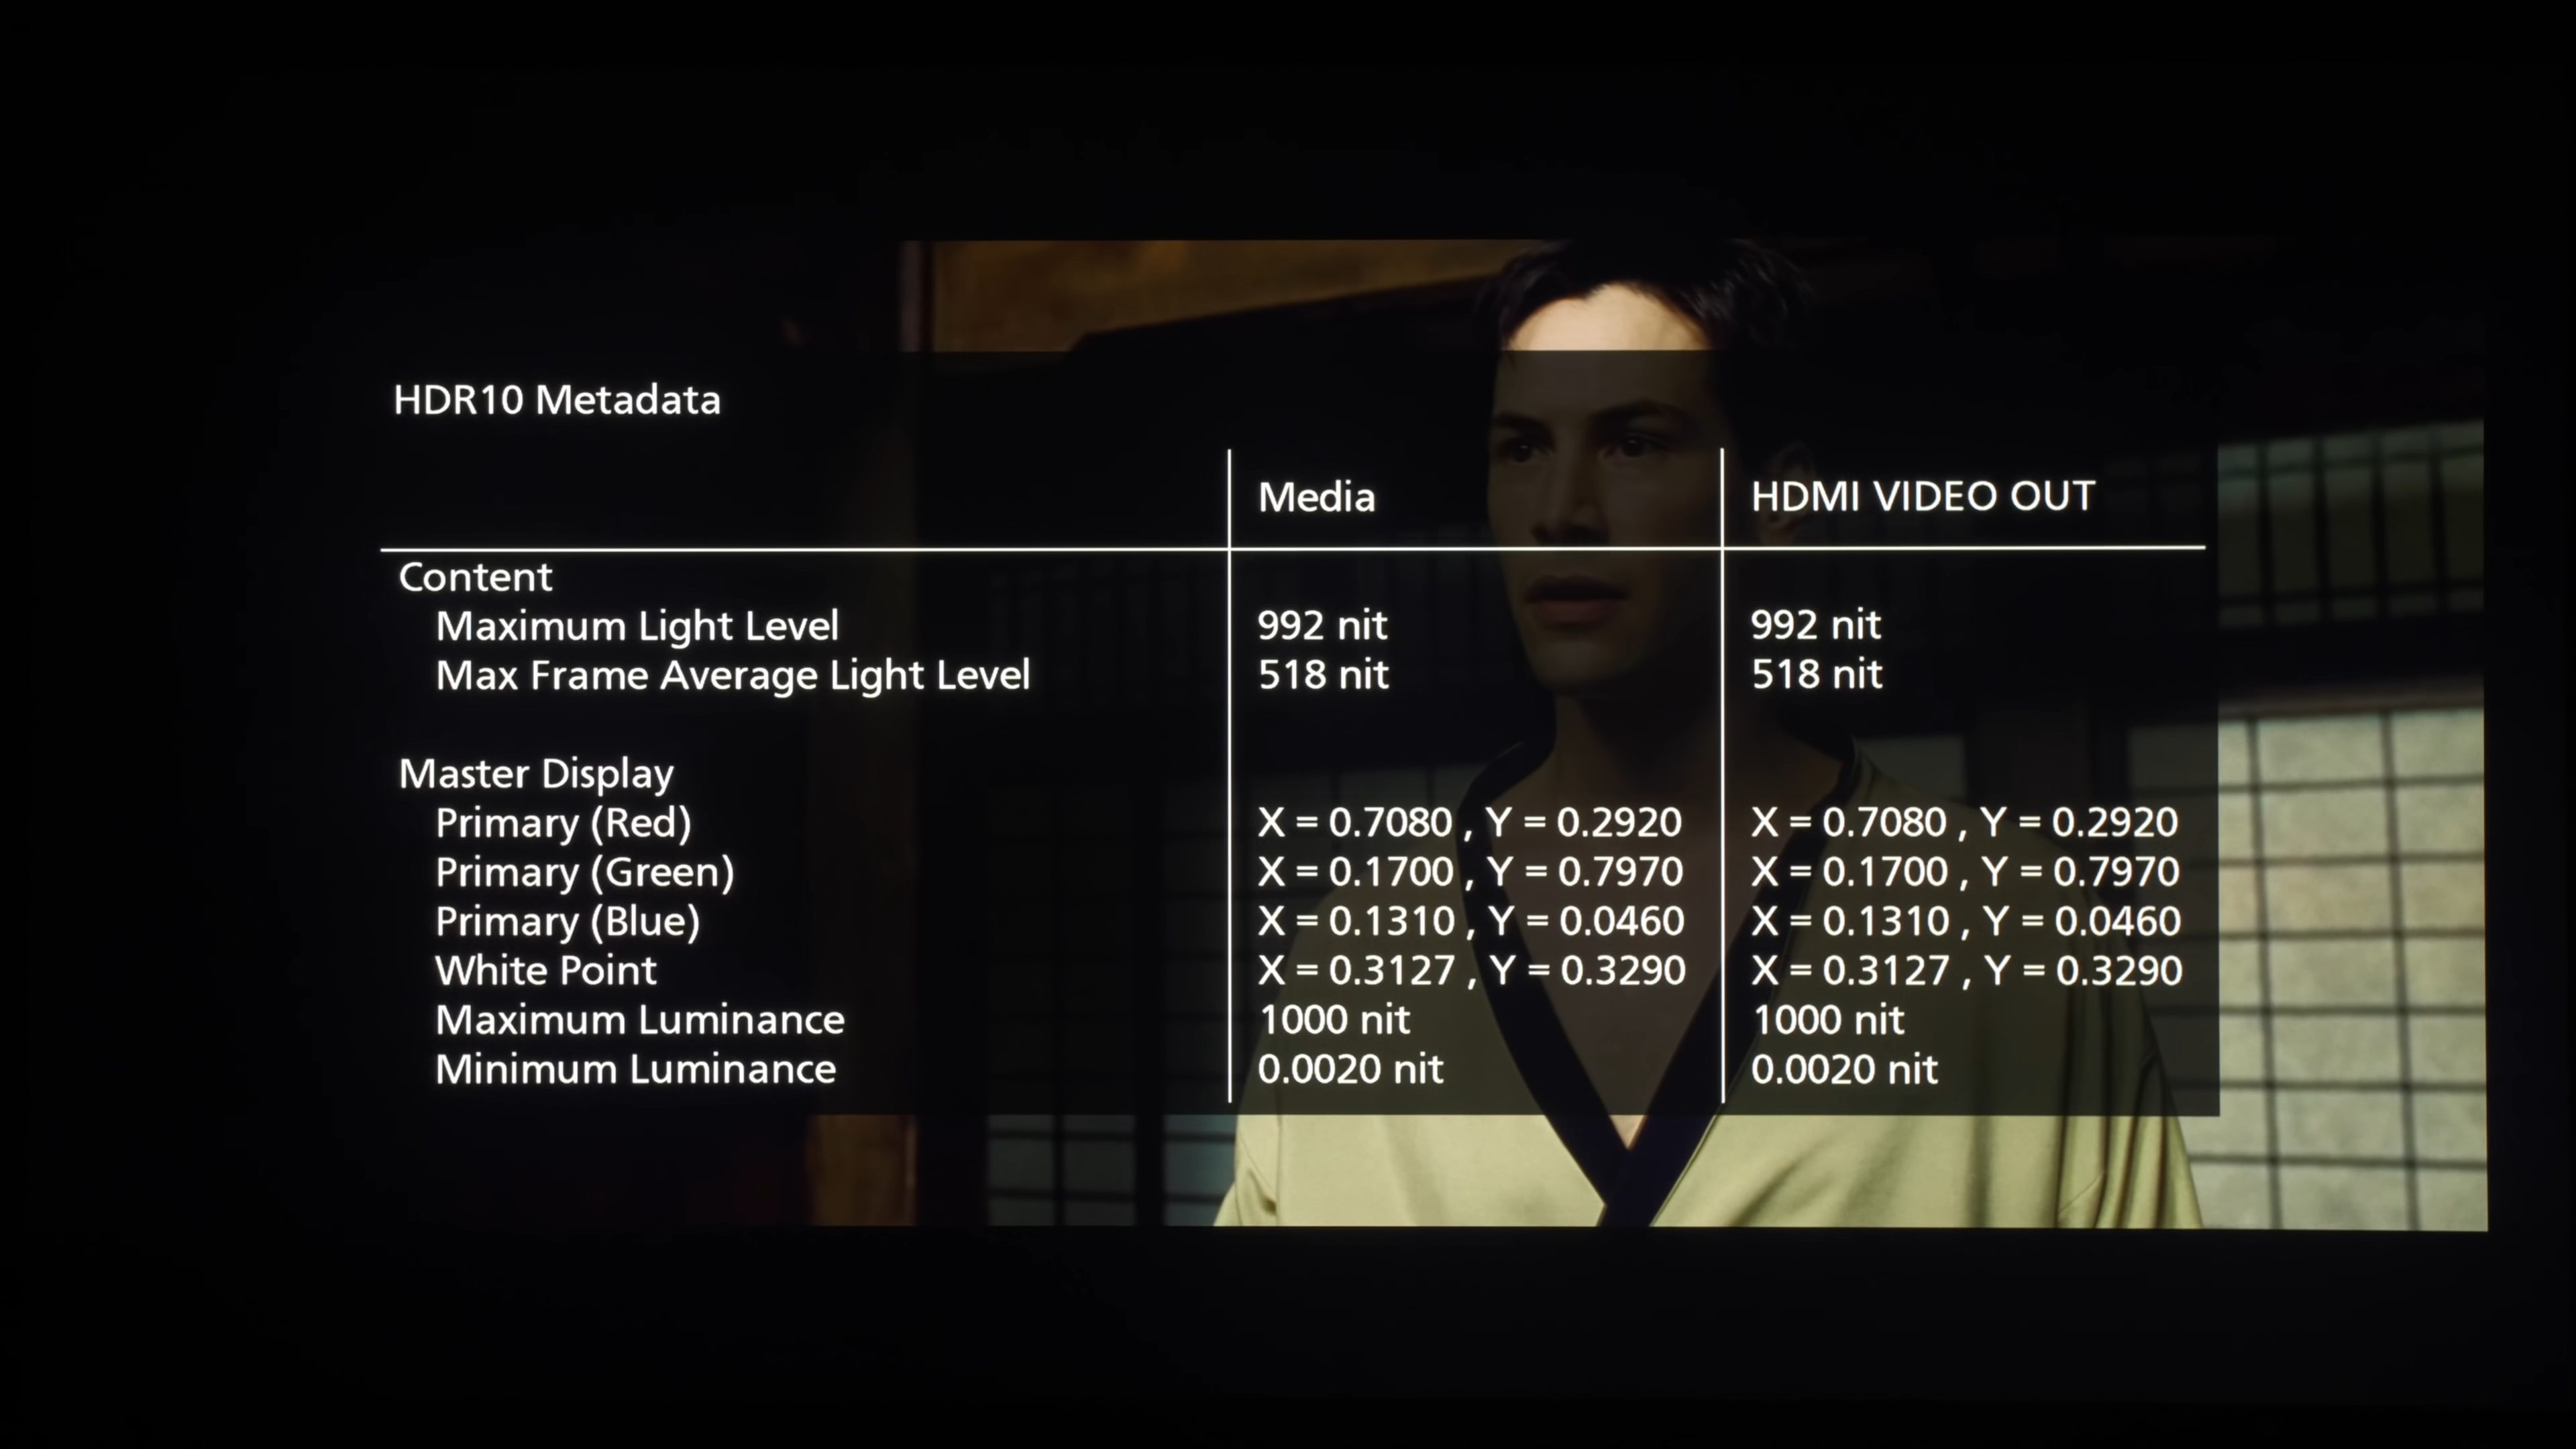 HDR10 Metadata
Media HDMI VIDEO OUT
Content
Maximum Light Level 992 nit 992 nit
Max Frame Average Light Level 518 nit 518 nit
Master Display
Primary (Red) X = 0.7080 , Y = 0.2920 X = 0.7080 , Y = 0.2920
Primary (Green) X = 0.1700 , Y = 0.7970 X = 0.1700 , Y = 0.7970
Primary (Blue) X = 0.1310 , Y = 0.0460 X = 0.1310 , Y = 0.0460
White Point X = 0.3127 , Y = 0.3290 X = 0.3127 , Y = 0.3290
Maximum Luminance 1000 nit 1000 nit
Minimum Luminance 0.0020 nit 0.0020 nit